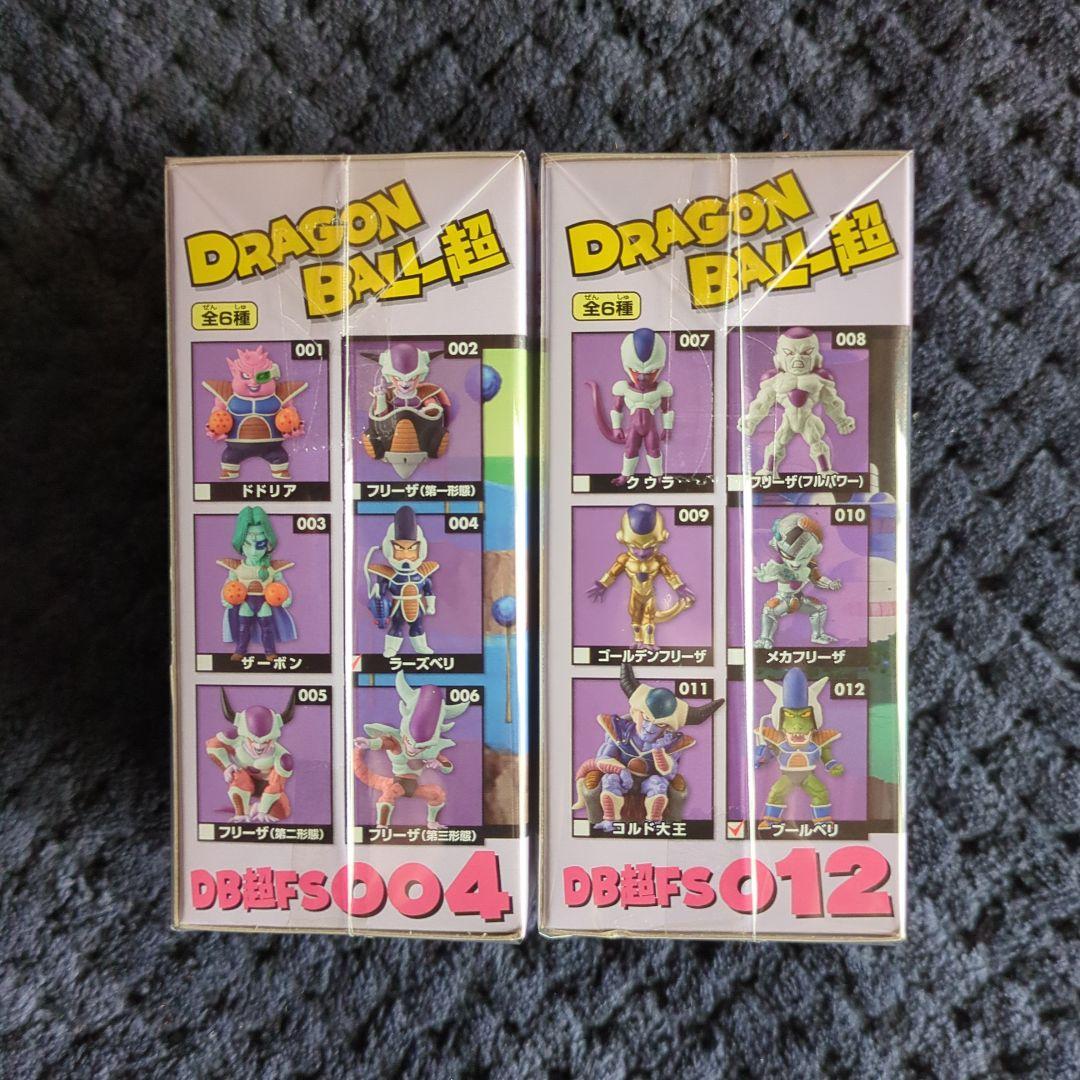 DRAGON
BALL超
ぜん しゅ
全6種
001
ドドリア
002
フリーザ(第一形態)
003
ザーボン
004
ラーズベリ
005
フリーザ(第二形態)
006
フリーザ(第三形態)
DB超FS004
DRAGON
BALL超
ぜん しゅ
全6種
007
クウラ
008
フリーザ(フルパワー)
009
ゴールデンフリーザ
010
メカフリーザ
011
コルド大王
012
ブールベリ
DB超FS012